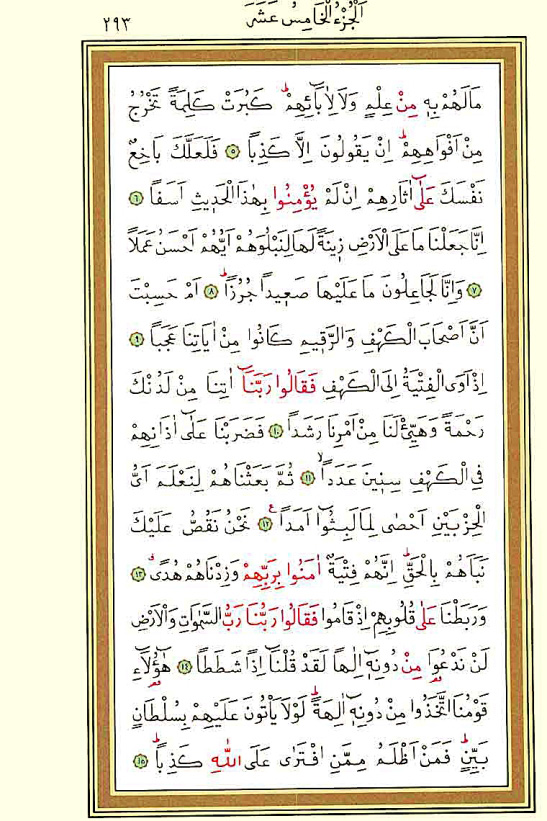 اَلْجُزْءُ الْخَامِسُ عَشَرَ ٢٩٣
مَا لَهُمْ بِهٖ مِنْ عِلْمٍ وَلَا لِاٰبَٓائِهِمْۜ كَبُرَتْ كَلِمَةً تَخْرُجُ
مِنْ اَفْوَاهِهِمْۜ اِنْ يَقُولُونَ اِلَّا كَذِبًا ﴿٥﴾ فَلَعَلَّكَ بَاخِعٌ
نَفْسَكَ عَلٰٓى اٰثَارِهِمْ اِنْ لَمْ يُؤْمِنُوا بِهٰذَا الْحَدٖيثِ اَسَفًا ﴿٦﴾
اِنَّا جَعَلْنَا مَا عَلَى الْاَرْضِ زٖينَةً لَهَا لِنَبْلُوَهُمْ اَيُّهُمْ اَحْسَنُ عَمَلًا
﴿٧﴾ وَاِنَّا لَجَاعِلُونَ مَا عَلَيْهَا صَعٖيدًا جُرُزًاۜ ﴿٨﴾ اَمْ حَسِبْتَ
اَنَّ اَصْحَابَ الْكَهْفِ وَالرَّقٖيمِ كَانُوا مِنْ اٰيَاتِنَا عَجَبًا ﴿٩﴾
اِذْ اَوَى الْفِتْيَةُ اِلَى الْكَهْفِ فَقَالُوا رَبَّنَٓا اٰتِنَا مِنْ لَدُنْكَ
رَحْمَةً وَهَيِّئْ لَنَا مِنْ اَمْرِنَا رَشَدًا ﴿١٠﴾ فَضَرَبْنَا عَلٰٓى اٰذَانِهِمْ
فِي الْكَهْفِ سِنٖينَ عَدَدًاۙ ﴿١١﴾ ثُمَّ بَعَثْنَاهُمْ لِنَعْلَمَ اَيُّ
الْحِزْبَيْنِ اَحْصٰى لِمَا لَبِثُٓوا اَمَدًا۟ ﴿١٢﴾ نَحْنُ نَقُصُّ عَلَيْكَ
نَبَاَهُمْ بِالْحَقِّۜ اِنَّهُمْ فِتْيَةٌ اٰمَنُوا بِرَبِّهِمْ وَزِدْنَاهُمْ هُدًىۗ ﴿١٣﴾
وَرَبَطْنَا عَلٰى قُلُوبِهِمْ اِذْ قَامُوا فَقَالُوا رَبُّنَا رَبُّ السَّمٰوَاتِ وَالْاَرْضِ
لَنْ نَدْعُوَا مِنْ دُونِهٖٓ اِلٰهًا لَقَدْ قُلْنَٓا اِذًا شَطَطًا ﴿١٤﴾ هٰٓؤُلَٓاءِ
قَوْمُنَا اتَّخَذُوا مِنْ دُونِهٖٓ اٰلِهَةًۜ لَوْلَا يَأْتُونَ عَلَيْهِمْ بِسُلْطَانٍ
بَيِّنٍۜ فَمَنْ اَظْلَمُ مِمَّنِ افْتَرٰى عَلَى اللّٰهِ كَذِبًاۜ ﴿١٥﴾